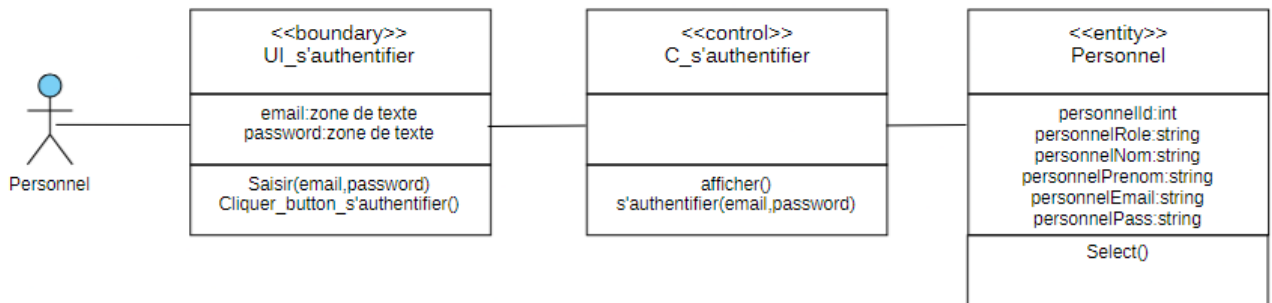 Personnel
<<boundary>>
UI_s'authentifier
email:zone de texte
password:zone de texte
Saisir(email,password)
Cliquer_button_s'authentifier()
<<control>>
C_s'authentifier
afficher()
s'authentifier(email,password)
<<entity>>
Personnel
personnelId:int
personnelRole:string
personnelNom:string
personnelPrenom:string
personnelEmail:string
personnelPass:string
Select()